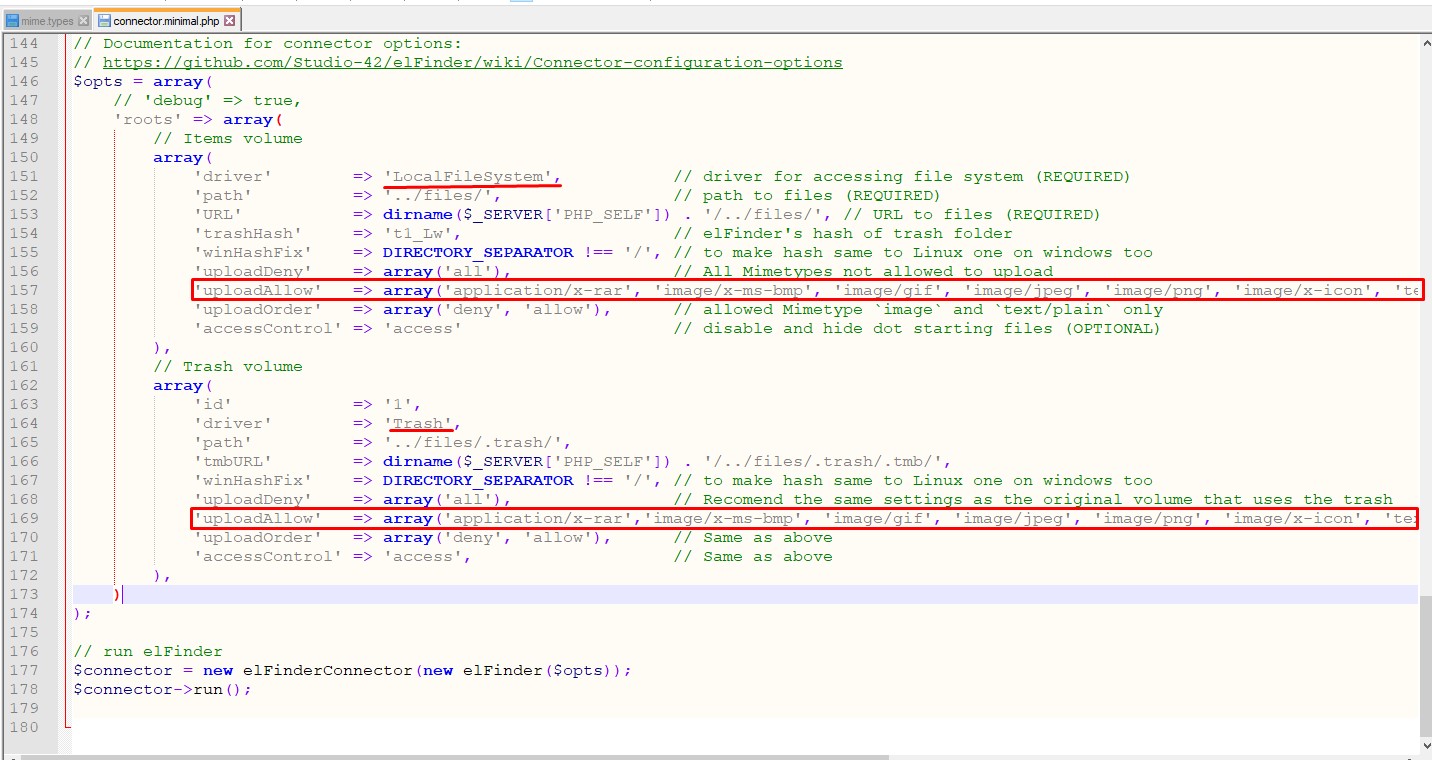 mime.types connector.minimal.php
144 // Documentation for connector options:
145 // https://github.com/Studio-42/elFinder/wiki/Connector-configuration-options
146 $opts = array(
147 // 'debug' => true,
148 'roots' => array(
149 // Items volume
150 array(
151 'driver' => 'LocalFileSystem', // driver for accessing file system (REQUIRED)
152 'path' => '../files/', // path to files (REQUIRED)
153 'URL' => dirname($_SERVER['PHP_SELF']) . '/../files/', // URL to files (REQUIRED)
154 'trashHash' => 't1_Lw', // elFinder's hash of trash folder
155 'winHashFix' => DIRECTORY_SEPARATOR !== '/', // to make hash same to Linux one on windows too
156 'uploadDeny' => array('all'), // All Mimetypes not allowed to upload
157 'uploadAllow' => array('application/x-rar', 'image/x-ms-bmp', 'image/gif', 'image/jpeg', 'image/png', 'image/x-icon', 'te
158 'uploadOrder' => array('deny', 'allow'), // allowed Mimetype `image` and `text/plain` only
159 'accessControl' => 'access' // disable and hide dot starting files (OPTIONAL)
160 ),
161 // Trash volume
162 array(
163 'id' => '1',
164 'driver' => 'Trash',
165 'path' => '../files/.trash/',
166 'tmbURL' => dirname($_SERVER['PHP_SELF']) . '/../files/.trash/.tmb/',
167 'winHashFix' => DIRECTORY_SEPARATOR !== '/', // to make hash same to Linux one on windows too
168 'uploadDeny' => array('all'), // Recomend the same settings as the original volume that uses the trash
169 'uploadAllow' => array('application/x-rar','image/x-ms-bmp', 'image/gif', 'image/jpeg', 'image/png', 'image/x-icon', 'te
170 'uploadOrder' => array('deny', 'allow'), // Same as above
171 'accessControl' => 'access', // Same as above
172 ),
173 )
174 );
175
176 // run elFinder
177 $connector = new elFinderConnector(new elFinder($opts));
178 $connector->run();
179
180